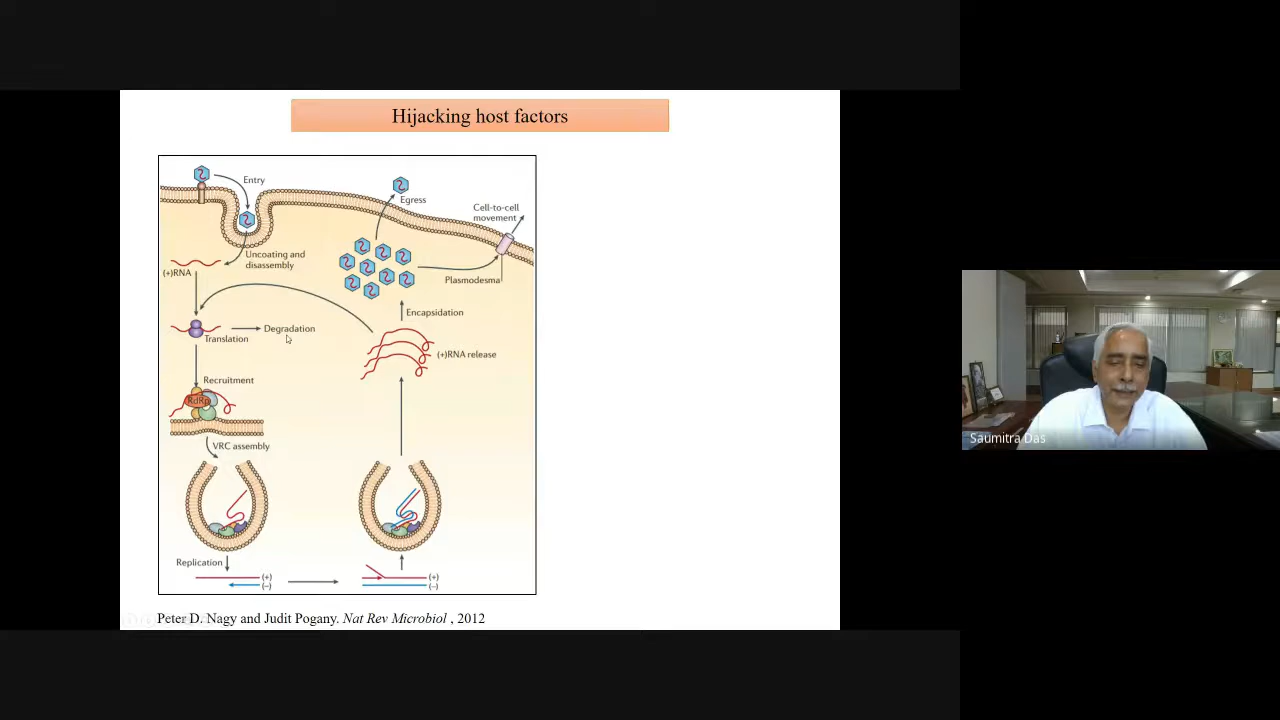 Hijacking host factors
Entry
Egress
Cell-to-cell
movement
Uncoating and
disassembly
(+)RNA
Plasmodesma
Encapsidation
Degradation
Translation
(+)RNA release
Recruitment
RdRp
VRC assembly
Replication
(+)
(−)
(+)
(−)
Peter D. Nagy and Judit Pogany. Nat Rev Microbiol , 2012
Saumitra Das